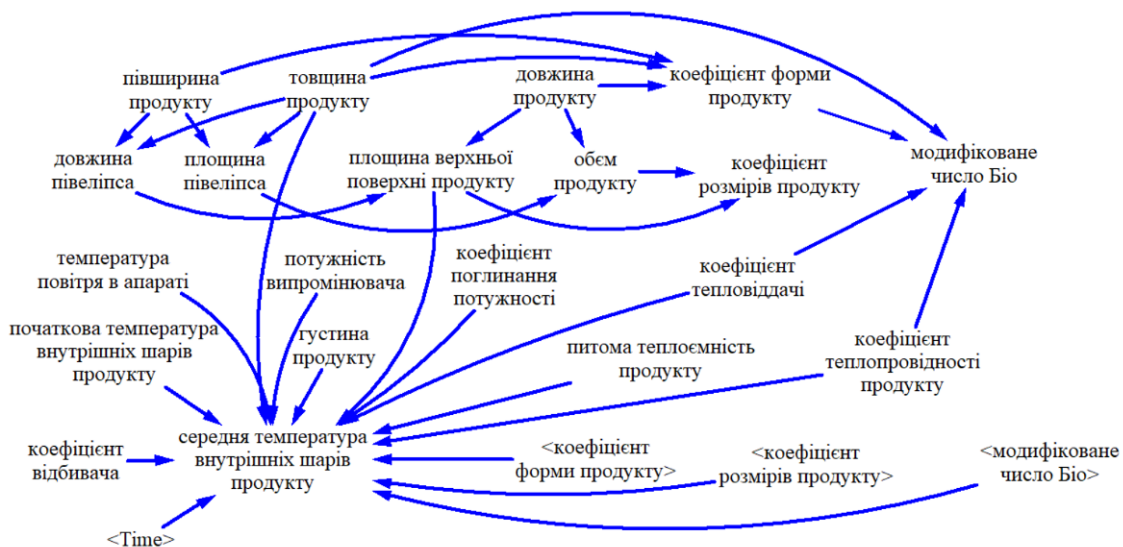 півширина
продукту
товщина
продукту
довжина
продукту
коефіцієнт форми
продукту
довжина
півеліпса
площина
півеліпса
площина верхньої
поверхні продукту
обєм
продукту
коефіцієнт
розмірів продукту
модифіковане
число Біо
температура
повітря в апараті
потужність
випромінювача
коефіцієнт
поглинання
потужності
коефіцієнт
тепловіддачі
початкова температура
внутрішніх шарів
продукту
густина
продукту
питома теплоємність
продукту
коефіцієнт
теплопровідності
продукту
коефіцієнт
відбивача
середня температура
внутрішніх шарів
продукту
<коефіцієнт
форми продукту>
<коефіцієнт
розмірів продукту>
<модифіковане
число Біо>
<Time>